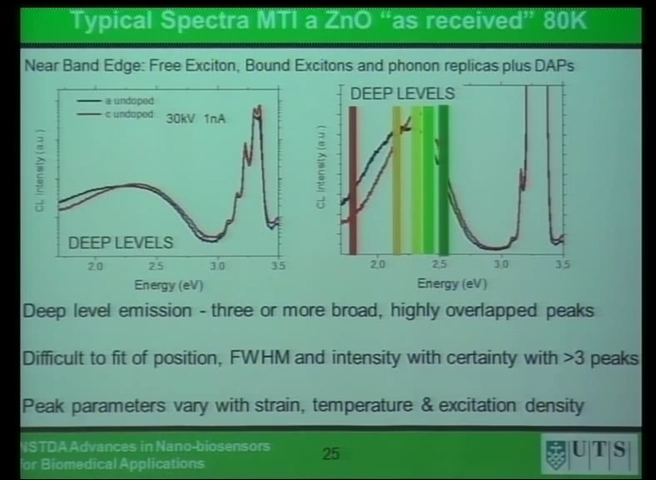 Typical Spectra MTI a ZnO "as received" 80K
Near Band Edge: Free Exciton, Bound Excitons and phonon replicas plus DAPs
a undoped
c undoped
30kV 1nA
CL Intensity (a.u.)
DEEP LEVELS
2.0 2.5 3.0 3.5
Energy (eV)
DEEP LEVELS
CL Intensity (a.u.)
2.0 2.5 3.0 3.5
Energy (eV)
Deep level emission - three or more broad, highly overlapped peaks
Difficult to fit of position, FWHM and intensity with certainty with >3 peaks
Peak parameters vary with strain, temperature & excitation density
NSTDA Advances in Nano-biosensors
for Biomedical Applications
25
UTS